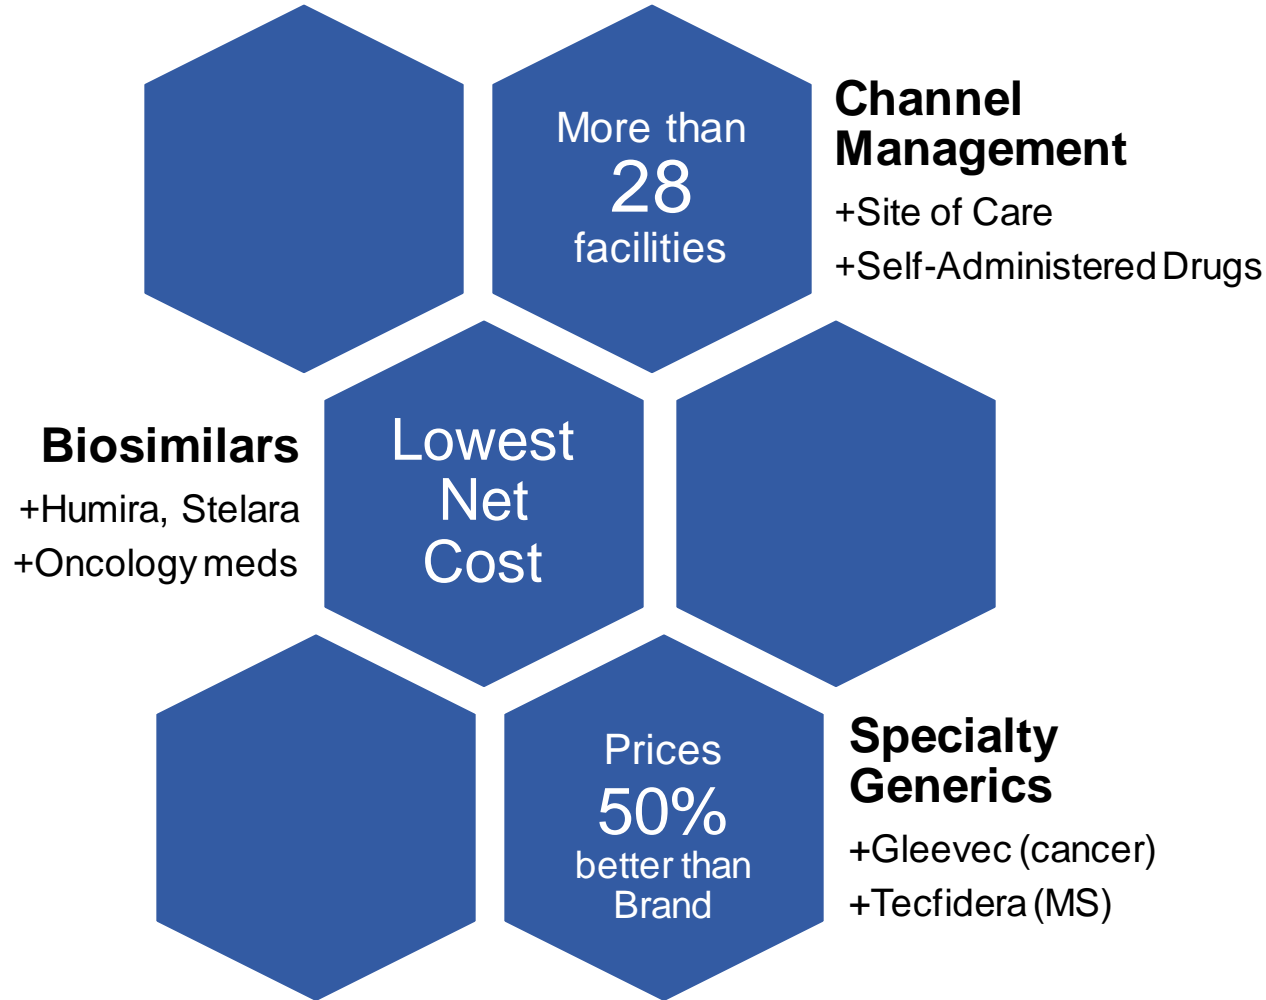 More than
28
facilities
Channel
Management
+Site of Care
+Self-Administered Drugs
Biosimilars
+Humira, Stelara
+Oncology meds
Lowest
Net
Cost
Prices
50%
better than
Brand
Specialty
Generics
+Gleevec (cancer)
+Tecfidera (MS)